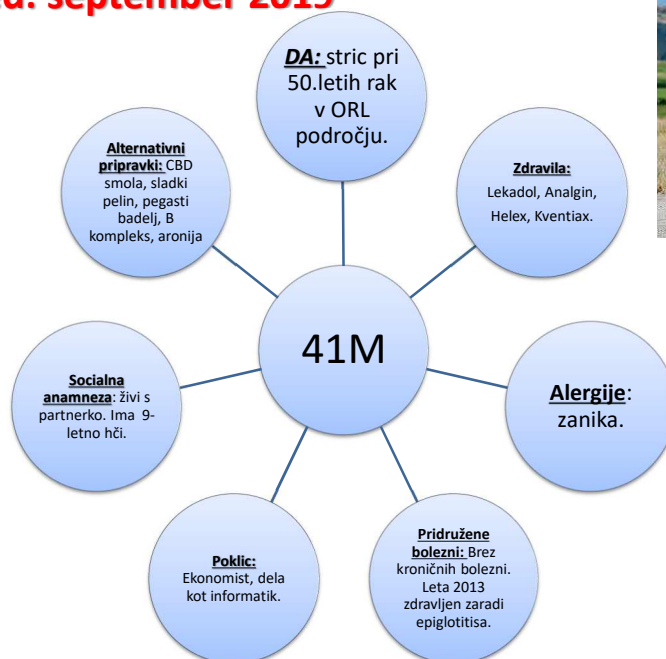 september 2019
DA: stric pri
50.letih rak
v ORL
področju.
Alternativni
pripravki: CBD
smola, sladki
pelin, pegasti
badelj, B
kompleks, aronija
Zdravila:
Lekadol, Analgin,
Helex, Kventiax.
41M
Socialna
anamneza: živi s
partnerko. Ima 9-
letno hči.
Alergije:
zanika.
Poklic:
Ekonomist, dela
kot informatik.
Pridružene
bolezni: Brez
kroničnih bolezni.
Leta 2013
zdravljen zaradi
epiglotitisa.